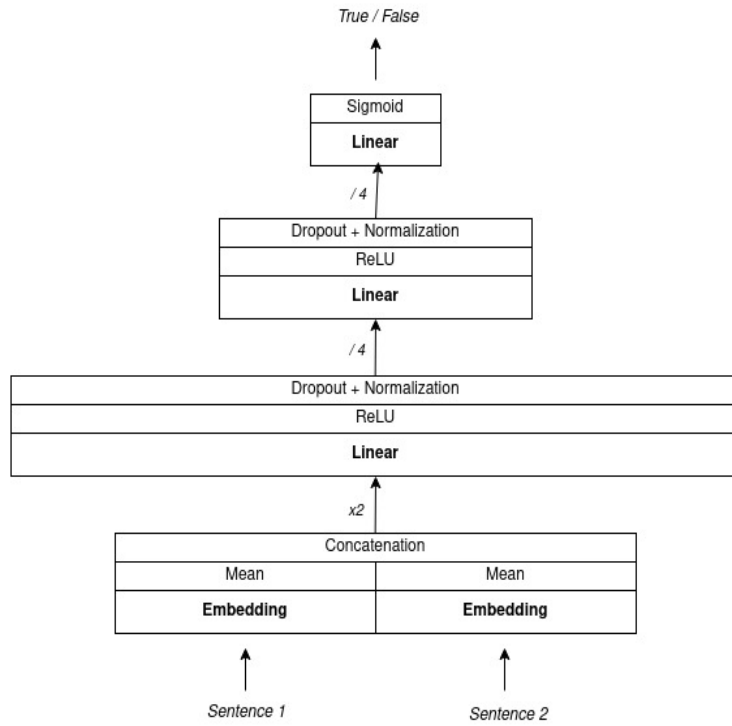 True / False
Sigmoid
Linear
/ 4
Dropout + Normalization
ReLU
Linear
/ 4
Dropout + Normalization
ReLU
Linear
x2
Concatenation
Mean Mean
Embedding Embedding
Sentence 1 Sentence 2